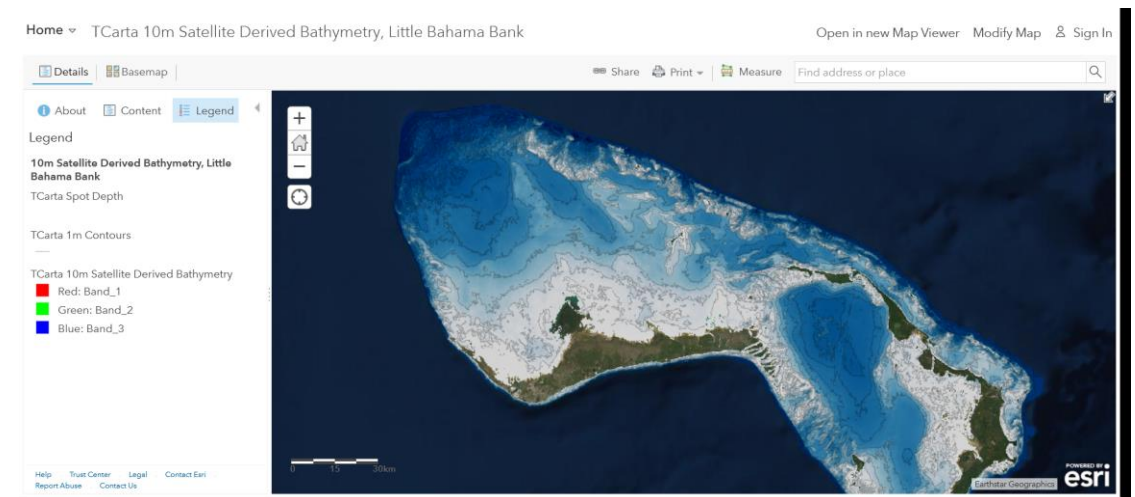 Home TCarta 10m Satellite Derived Bathymetry, Little Bahama Bank
Open in new Map Viewer Modify Map Sign In
Details Basemap
Share Print Measure Find address or place
About Content Legend
Legend
10m Satellite Derived Bathymetry, Little
Bahama Bank
TCarta Spot Depth
TCarta 1m Contours
TCarta 10m Satellite Derived Bathymetry
Red: Band_1
Green: Band_2
Blue: Band_3
Help Trust Center Legal Contact Esri
Report Abuse Contact Us
0 15 30km
POWERED BY
esri
Earthstar Geographics